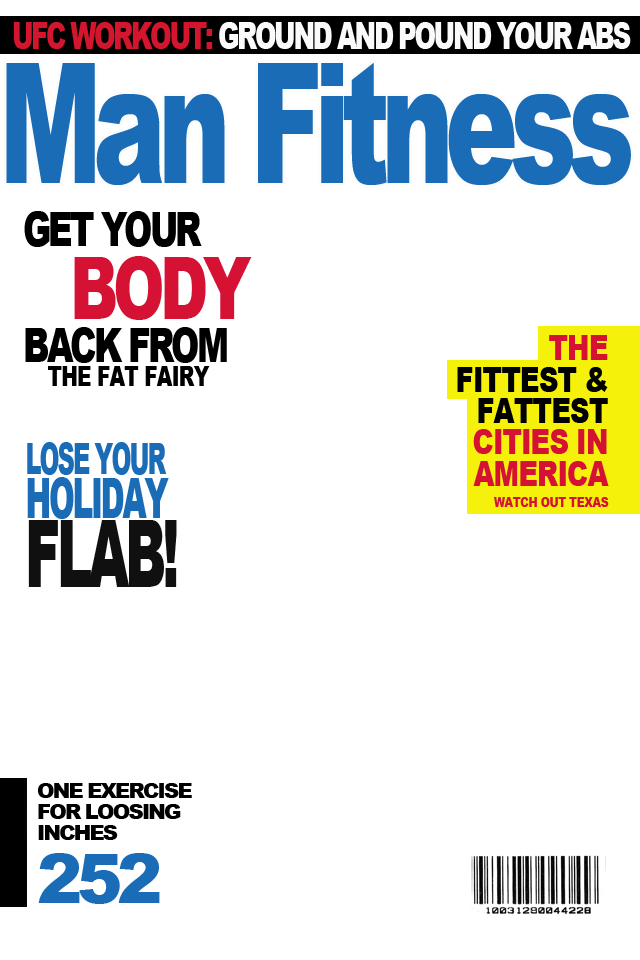 UFC WORKOUT: GROUND AND POUND YOUR ABS
Man Fitness
GET YOUR
BODY
BACK FROM
THE FAT FAIRY
THE
FITTEST &
FATTEST
CITIES IN
AMERICA
WATCH OUT TEXAS
LOSE YOUR
HOLIDAY
FLAB!
ONE EXERCISE
FOR LOOSING
INCHES
252
10031280044228